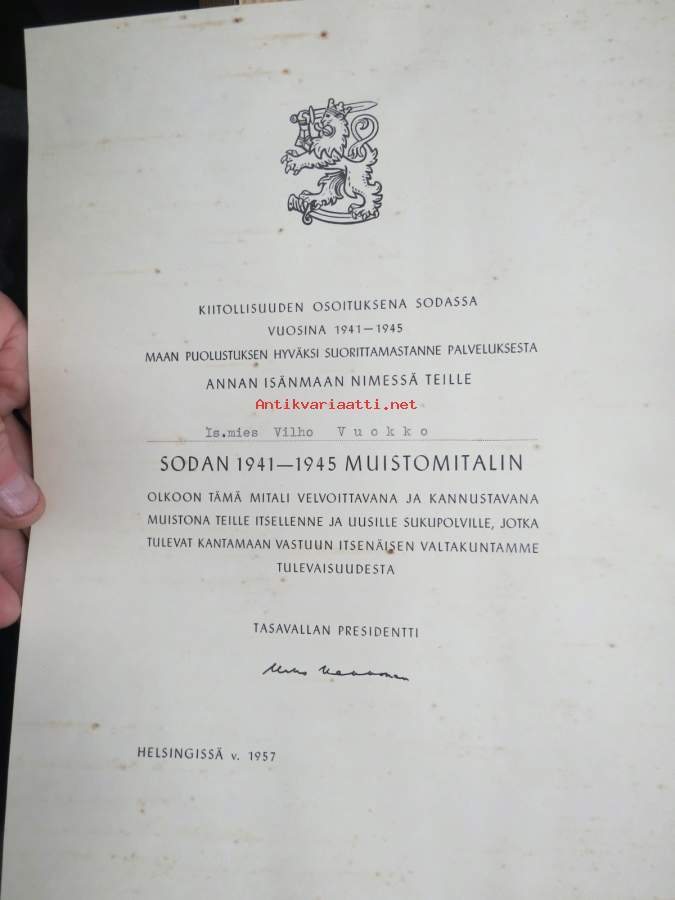 KIITOLLISUUDEN OSOITUKSENA SODASSA
VUOSINA 1941—1945
MAAN PUOLUSTUKSEN HYVÄKSI SUORITTAMASTANNE PALVELUKSESTA
ANNAN ISÄNMAAN NIMESSÄ TEILLE
Antikvariaatti.net
Is.mies Vilho V u o k k o
SODAN 1941—1945 MUISTOMITALIN
OLKOON TÄMÄ MITALI VELVOITTAVANA JA KANNUSTAVANA
MUISTONA TEILLE ITSELLENNE JA UUSILLE SUKUPOLVILLE, JOTKA
TULEVAT KANTAMAAN VASTUUN ITSENÄISEN VALTAKUNTAMME
TULEVAISUUDESTA
TASAVALLAN PRESIDENTTI
Urho Kekkonen
HELSINGISSÄ v. 1957